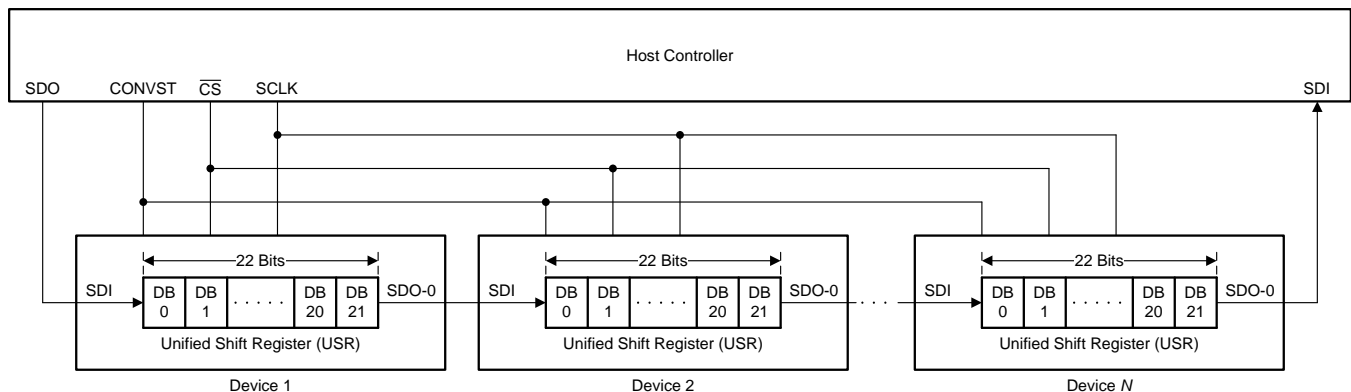 Host Controller
SDO CONVST CS SCLK SDI
22 Bits 22 Bits 22 Bits
SDI DB 0 DB 1 . . . . . DB 20 DB 21 SDO-0 SDI DB 0 DB 1 . . . . . DB 20 DB 21 SDO-0 . . . . SDI DB 0 DB 1 . . . . . DB 20 DB 21 SDO-0
Unified Shift Register (USR) Unified Shift Register (USR) Unified Shift Register (USR)
Device 1 Device 2 Device N